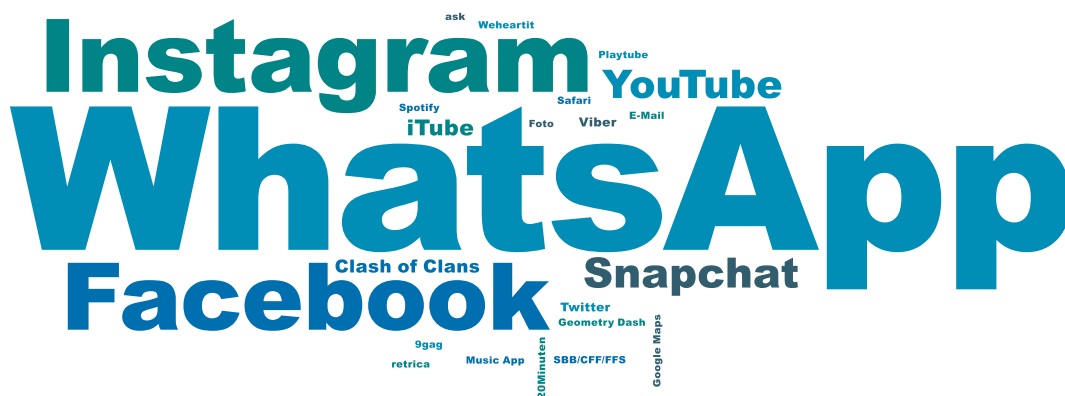 ask
Weheartit
Instagram
Playtube
YouTube
Safari
Spotify
E-Mail
iTube
Foto
Viber
WhatsApp
Clash of Clans
Snapchat
Facebook
Twitter
Geometry Dash
Google Maps
9gag
20Minuten
retrica
Music App
SBB/CFF/FFS